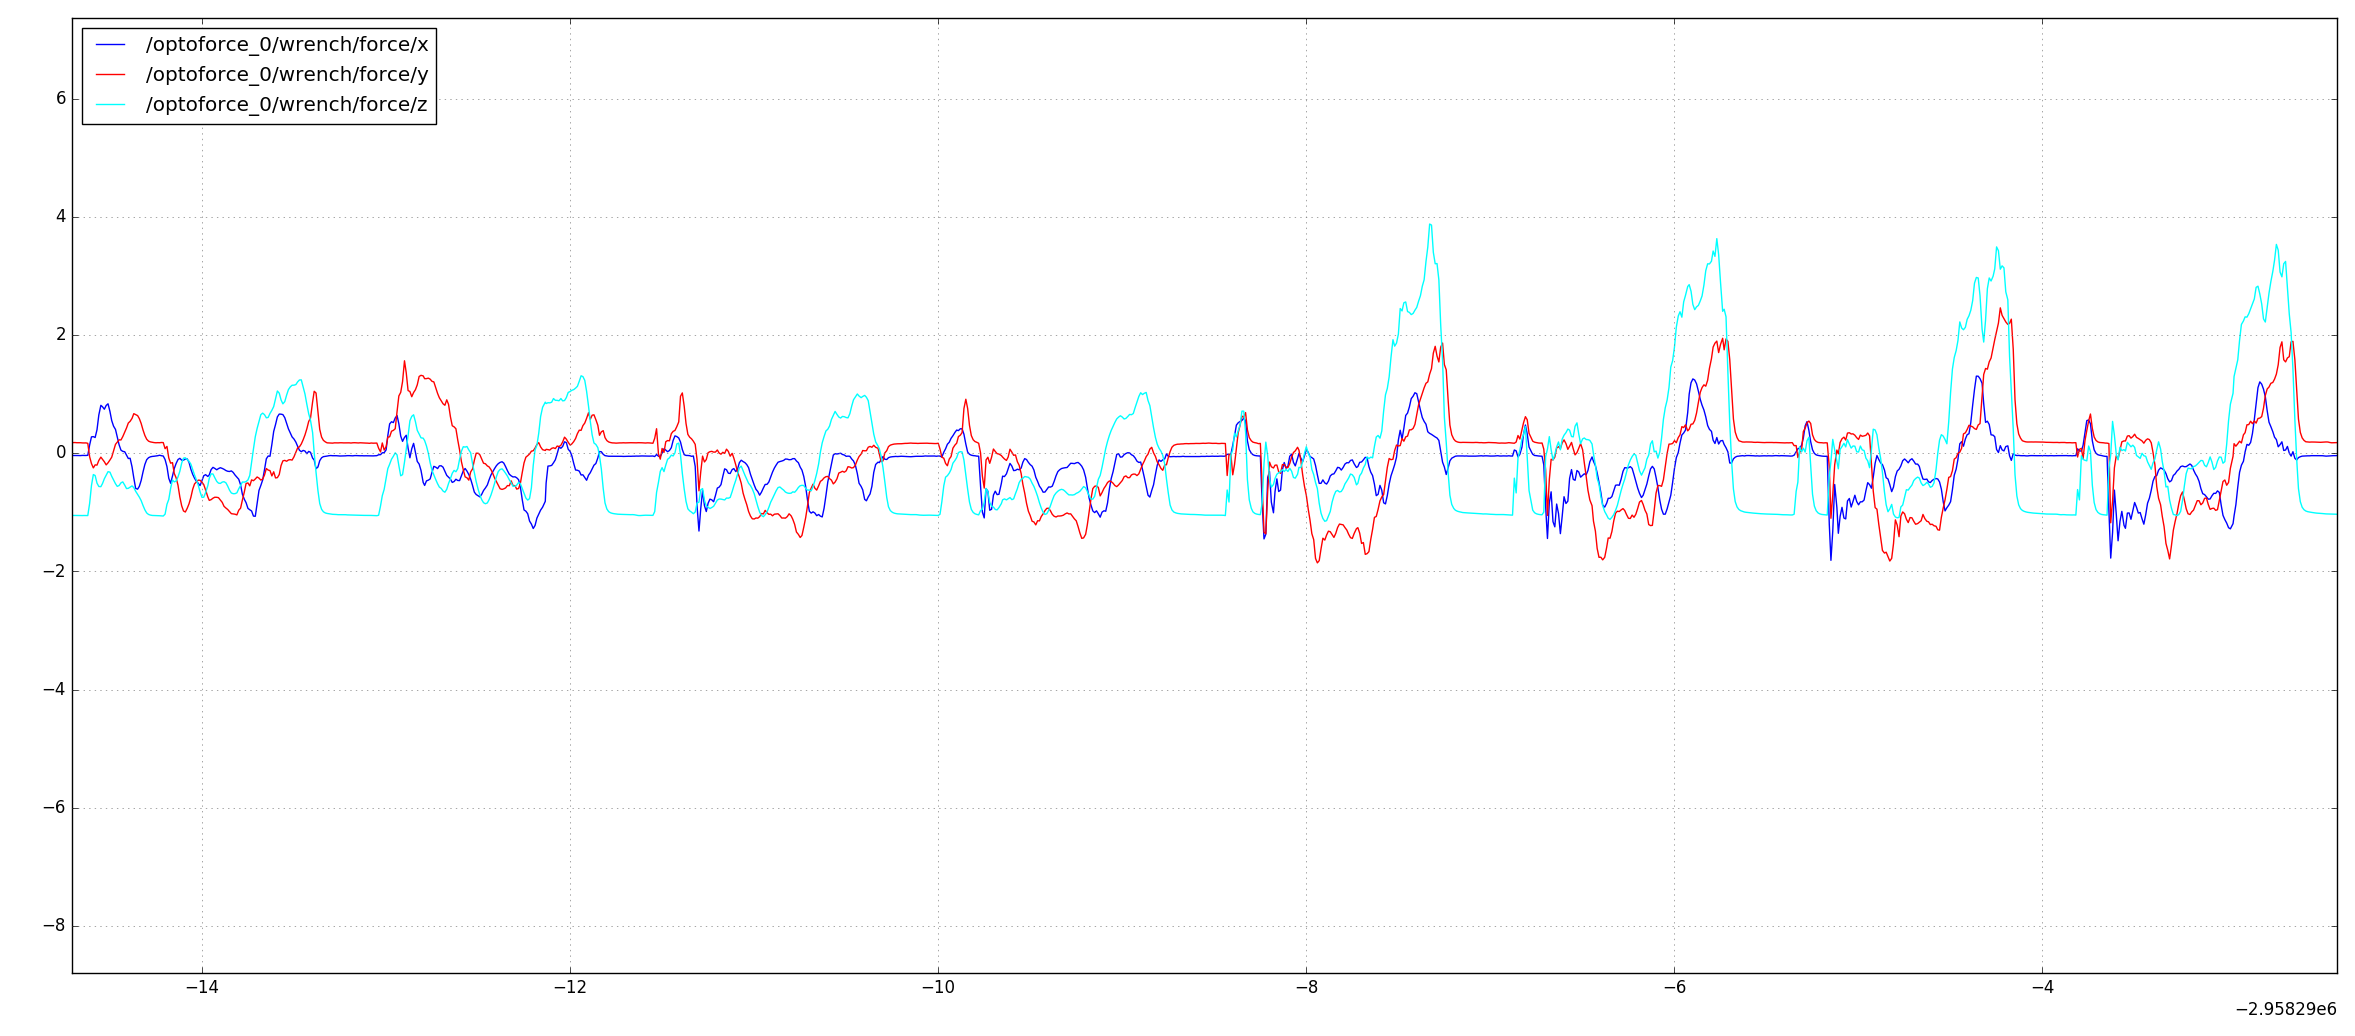 /optoforce_0/wrench/force/x
/optoforce_0/wrench/force/y
/optoforce_0/wrench/force/z
6
4
2
0
−2
−4
−6
−8
−14 −12 −10 −8 −6 −4
−2.95829e6